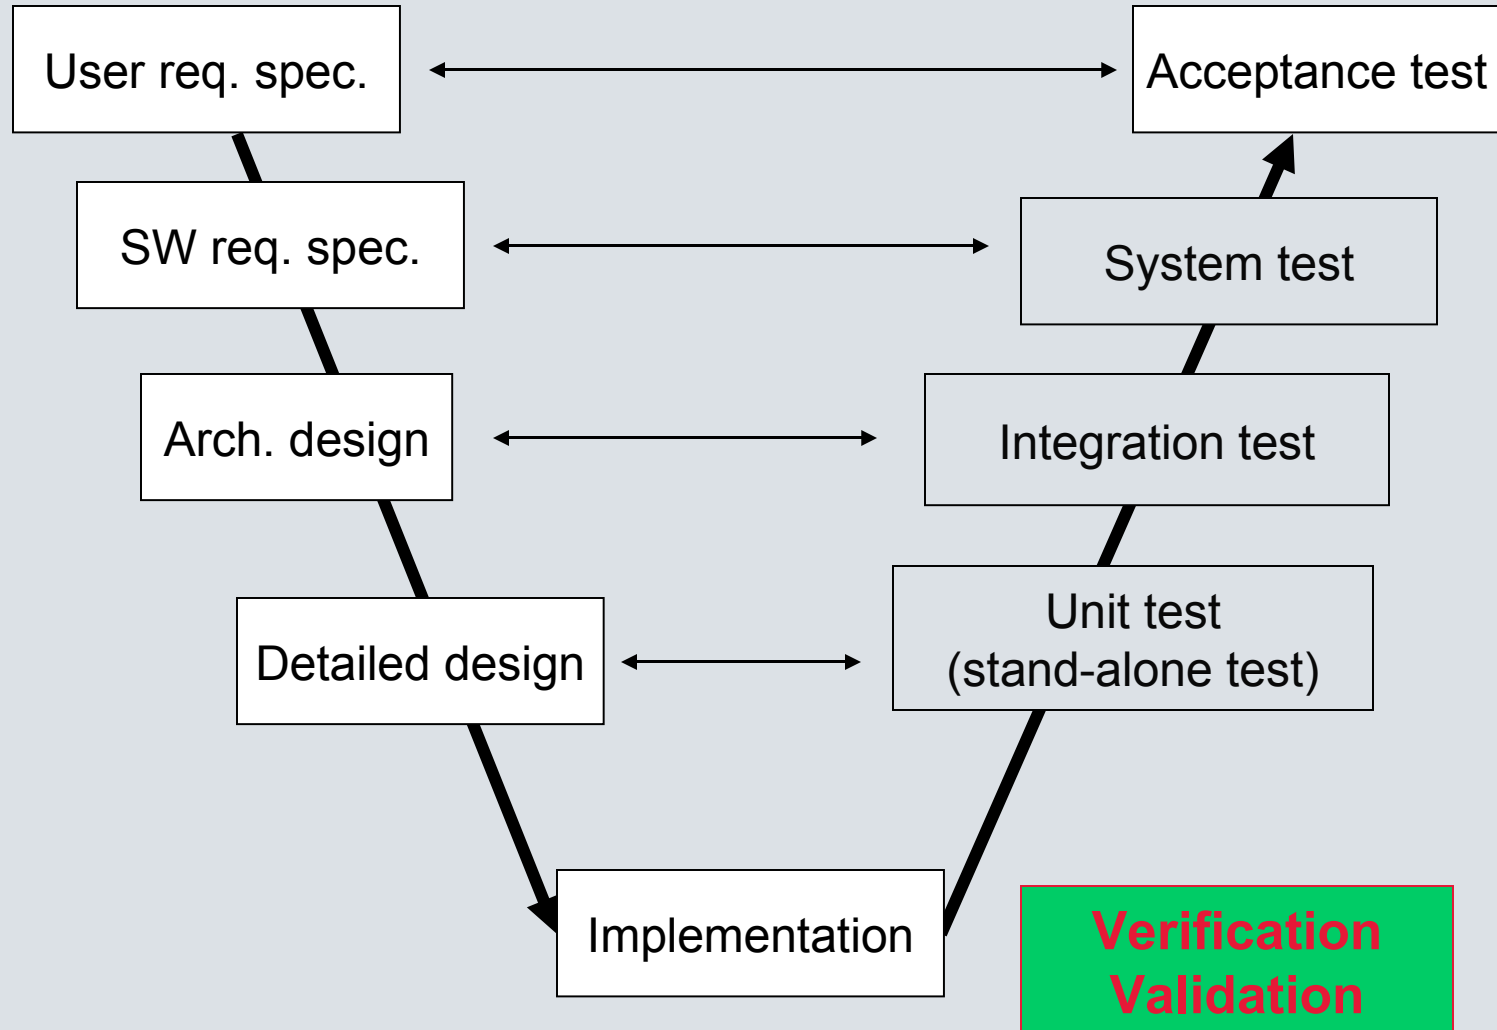 User req. spec.
Acceptance test
SW req. spec.
System test
Arch. design
Integration test
Detailed design
Unit test
(stand-alone test)
Implementation
Verification
Validation